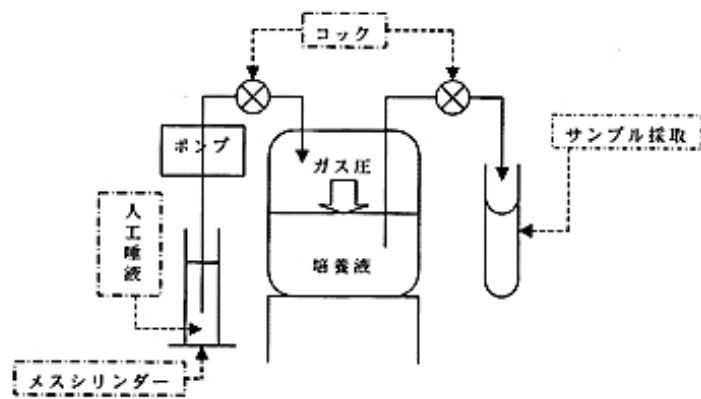 コック
ポンプ
ガス圧
サンプル採取
人工唾液
培養液
メスシリンダー